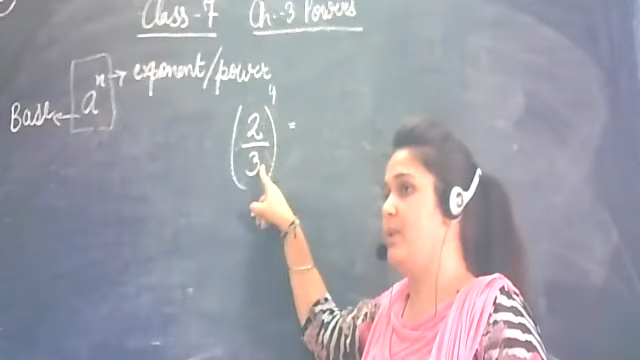 Class-7 Ch.-3 Powers
a^n → exponent/power
Base ←
(2/3)^4 =